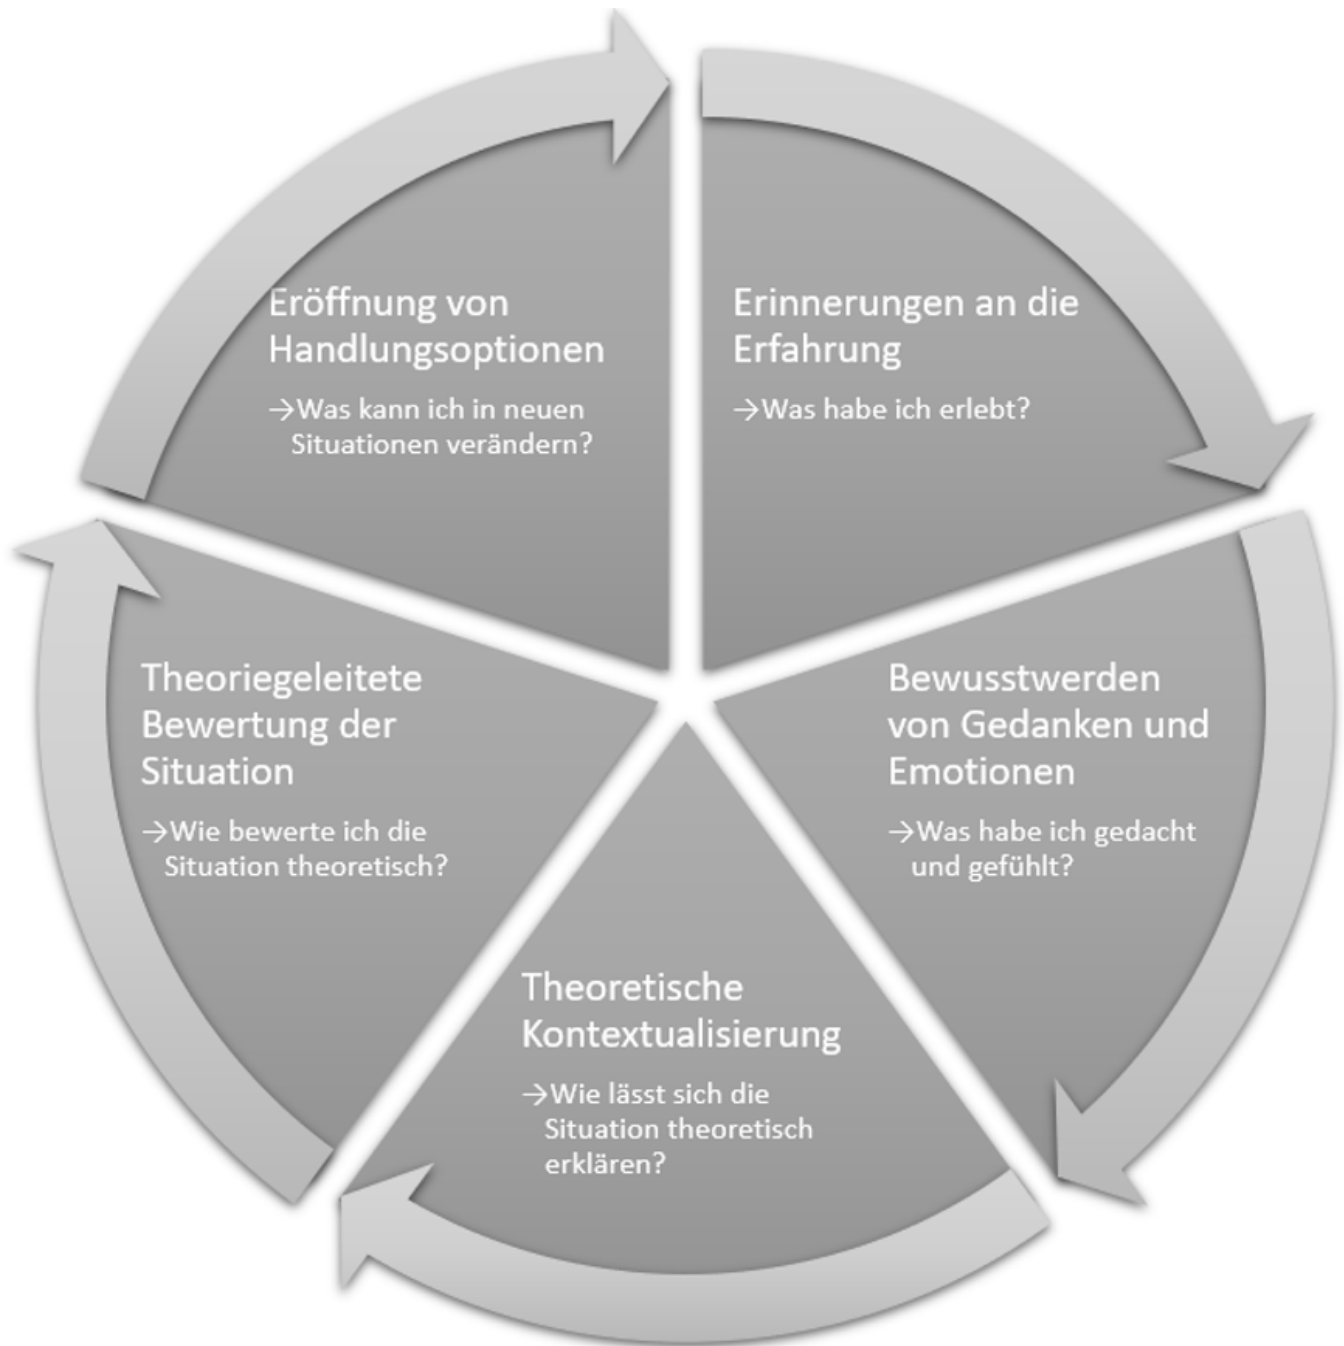 Erinnerungen an die
Erfahrung
→Was habe ich erlebt?
Bewusstwerden
von Gedanken und
Emotionen
→Was habe ich gedacht
und gefühlt?
Theoretische
Kontextualisierung
→Wie lässt sich die
Situation theoretisch
erklären?
Theoriegeleitete
Bewertung der
Situation
→Wie bewerte ich die
Situation theoretisch?
Eröffnung von
Handlungsoptionen
→Was kann ich in neuen
Situationen verändern?